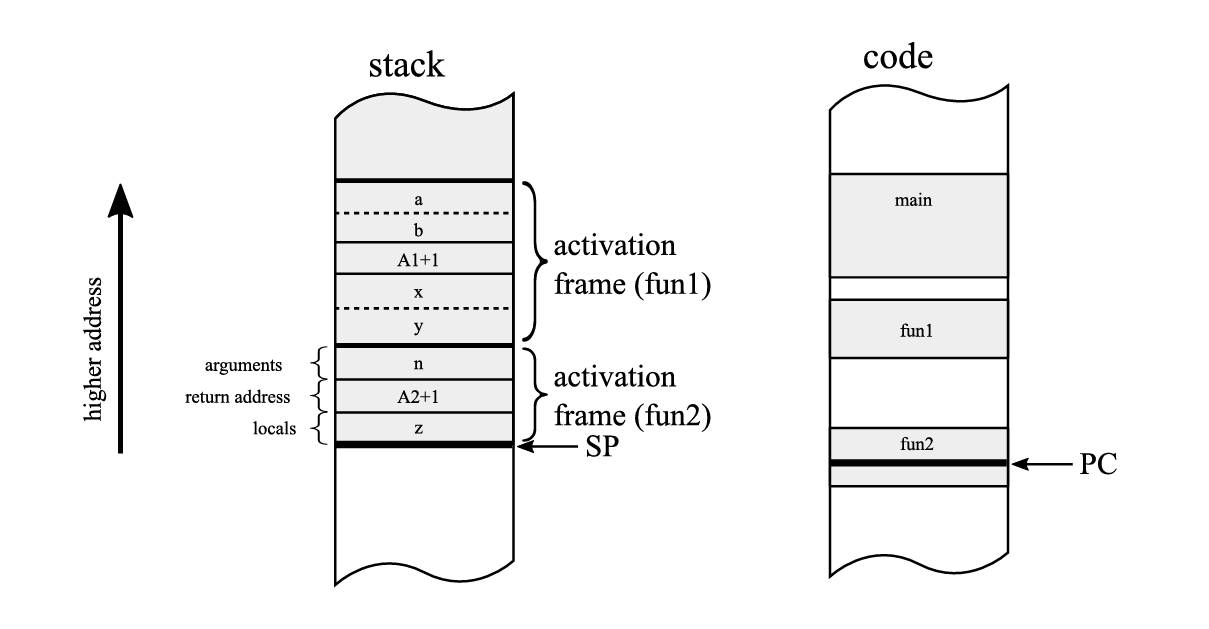 stack
code
higher address
a
b
A1+1
x
y
activation
frame (fun1)
arguments
n
return address
A2+1
locals
z
activation
frame (fun2)
SP
main
fun1
fun2
PC